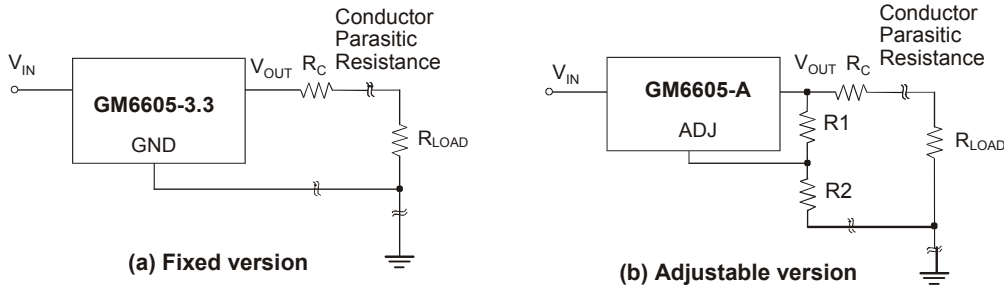 Conductor
Parasitic
Resistance
V_IN
V_OUT
R_C
GM6605-3.3
GND
R_LOAD
(a) Fixed version
Conductor
Parasitic
Resistance
V_IN
V_OUT
R_C
GM6605-A
ADJ
R1
R2
R_LOAD
(b) Adjustable version